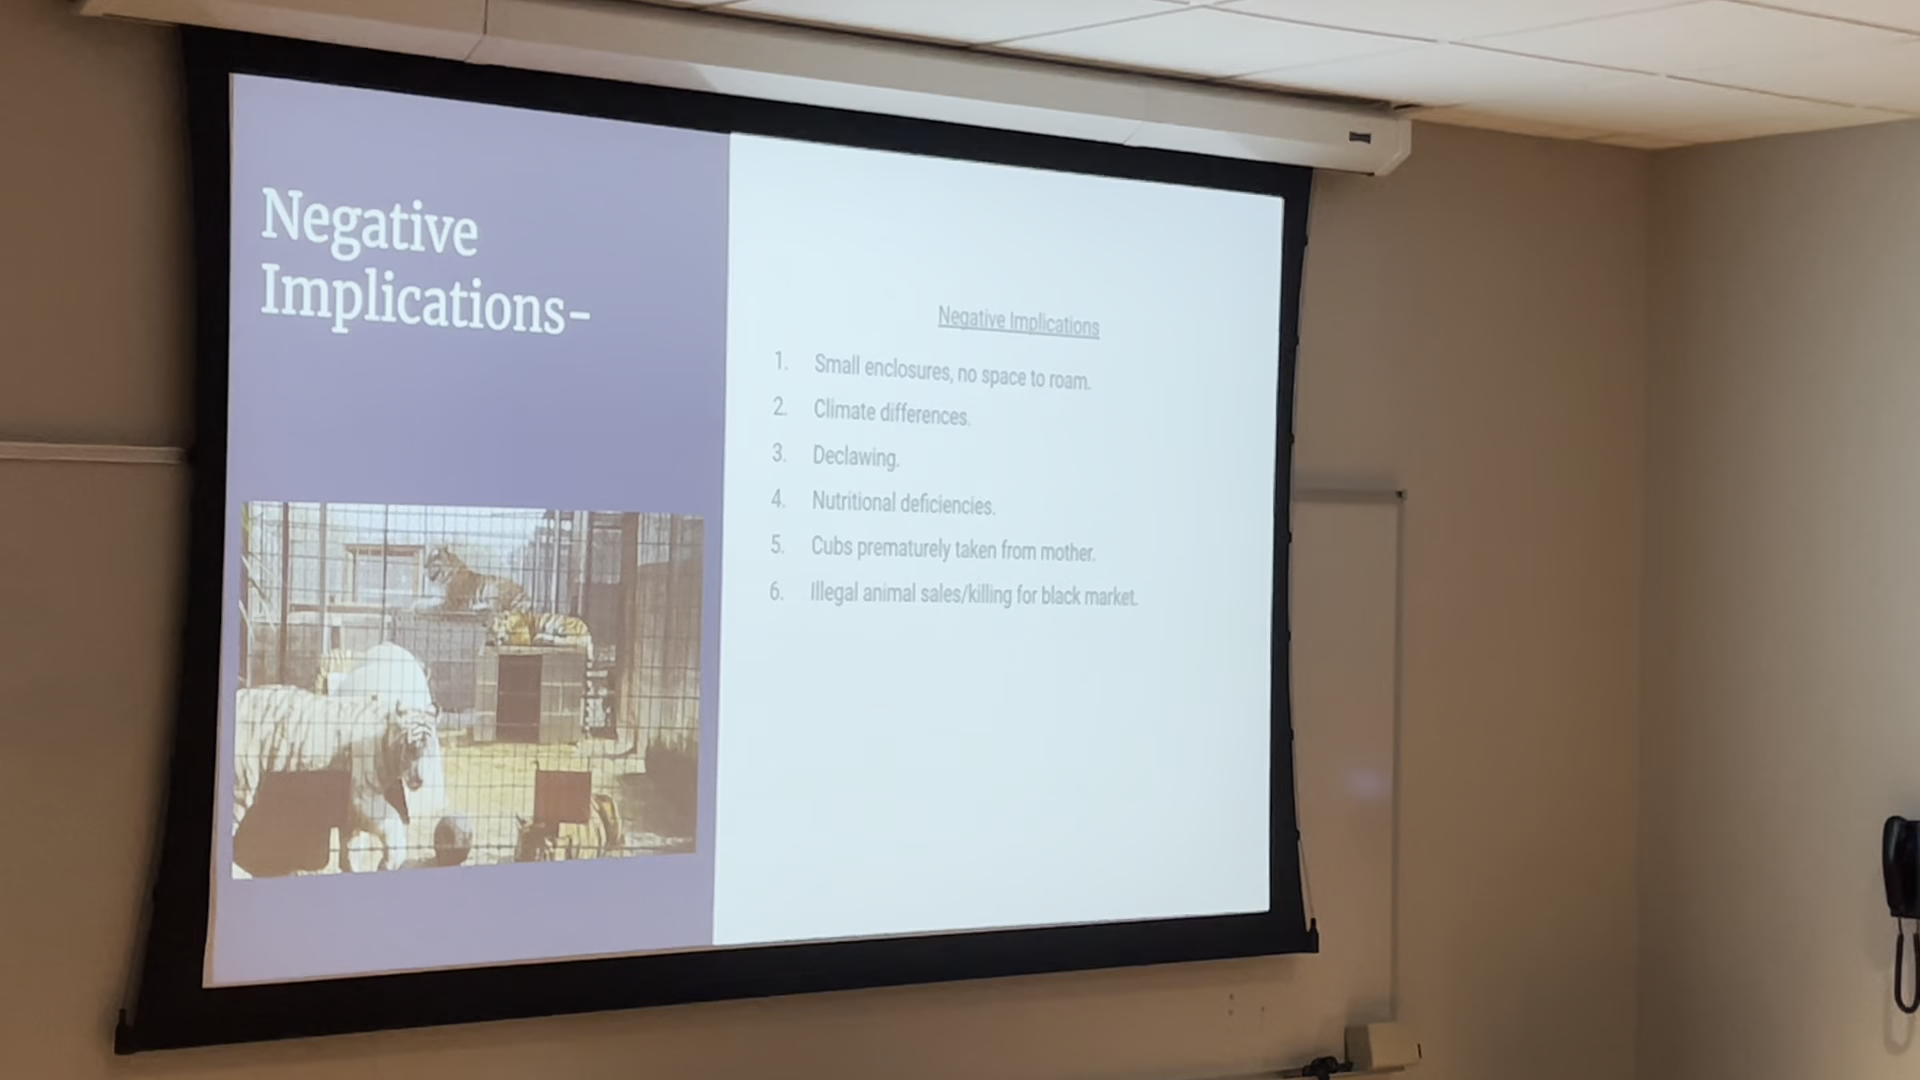 Negative
Implications-
Negative Implications
1. Small enclosures, no space to roam.
2. Climate differences.
3. Declawing.
4. Nutritional deficiencies.
5. Cubs prematurely taken from mother.
6. Illegal animal sales/killing for black market.